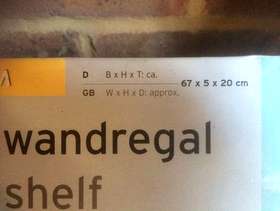 D B x H x T: ca.
67 x 5 x 20 cm
GB W x H x D: approx.
wandregal
shelf